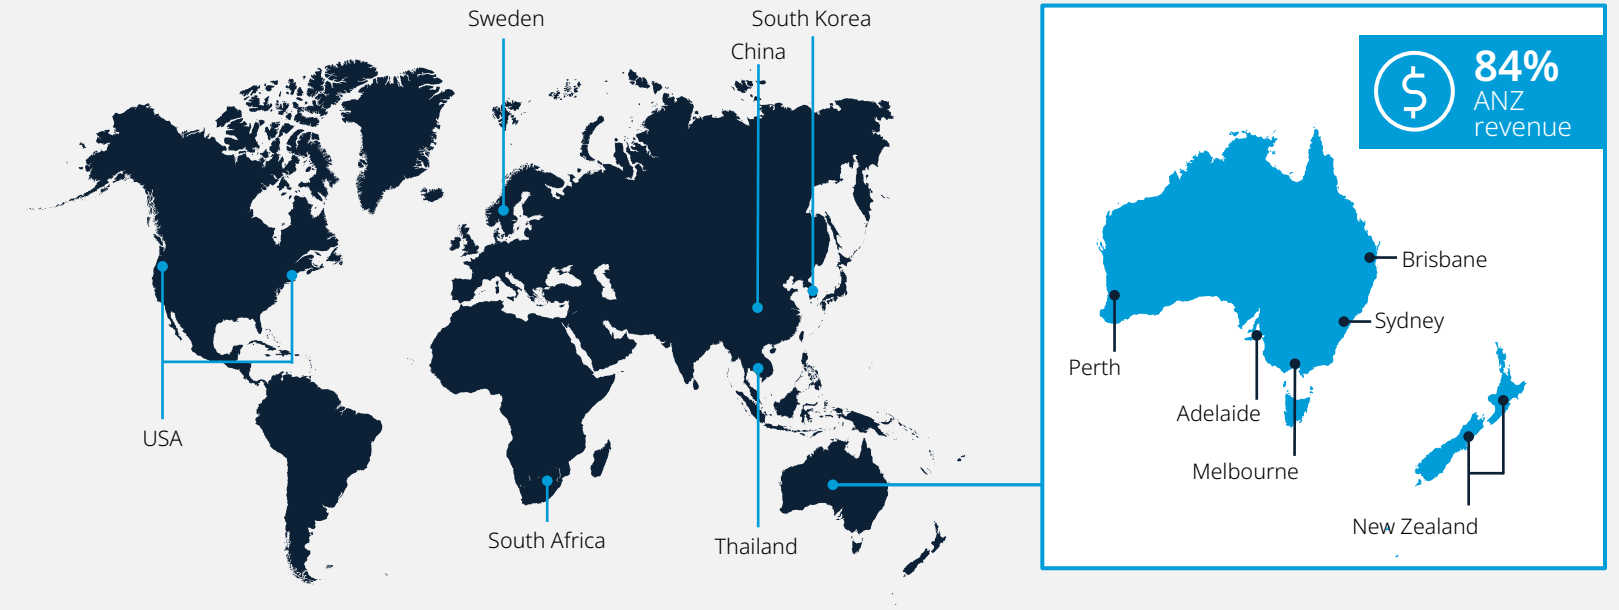 Sweden
South Korea
China
USA
South Africa
Thailand
84%
ANZ
revenue
Brisbane
Sydney
Perth
Adelaide
Melbourne
New Zealand